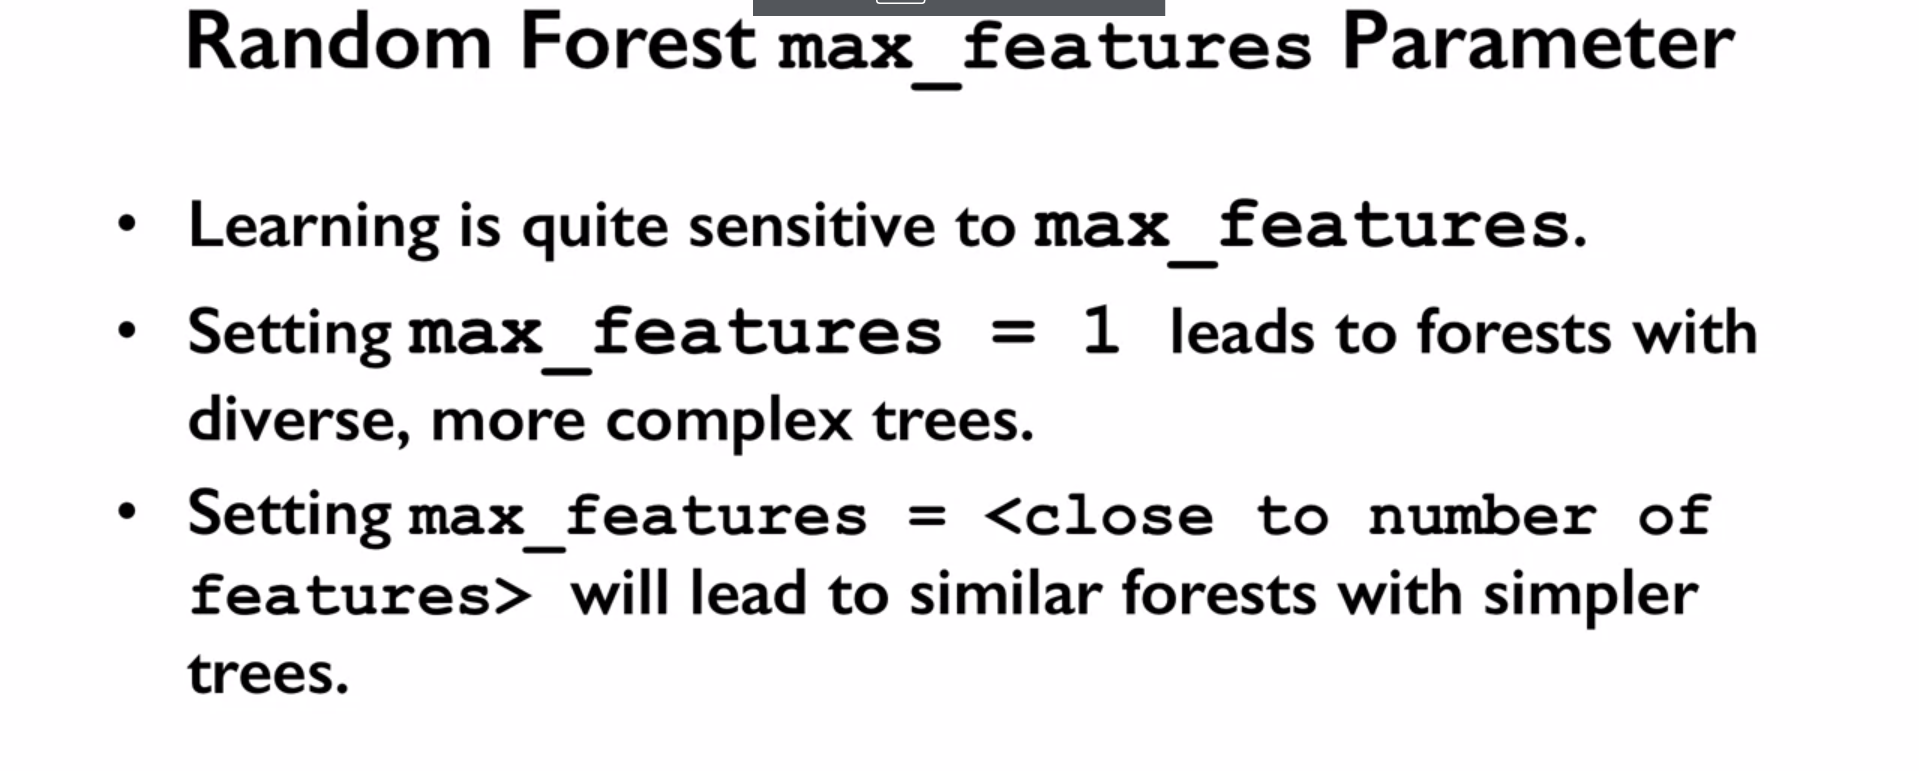 Random Forest max_features Parameter
• Learning is quite sensitive to max_features.
• Setting max_features = 1 leads to forests with
diverse, more complex trees.
• Setting max_features = <close to number of
features> will lead to similar forests with simpler
trees.